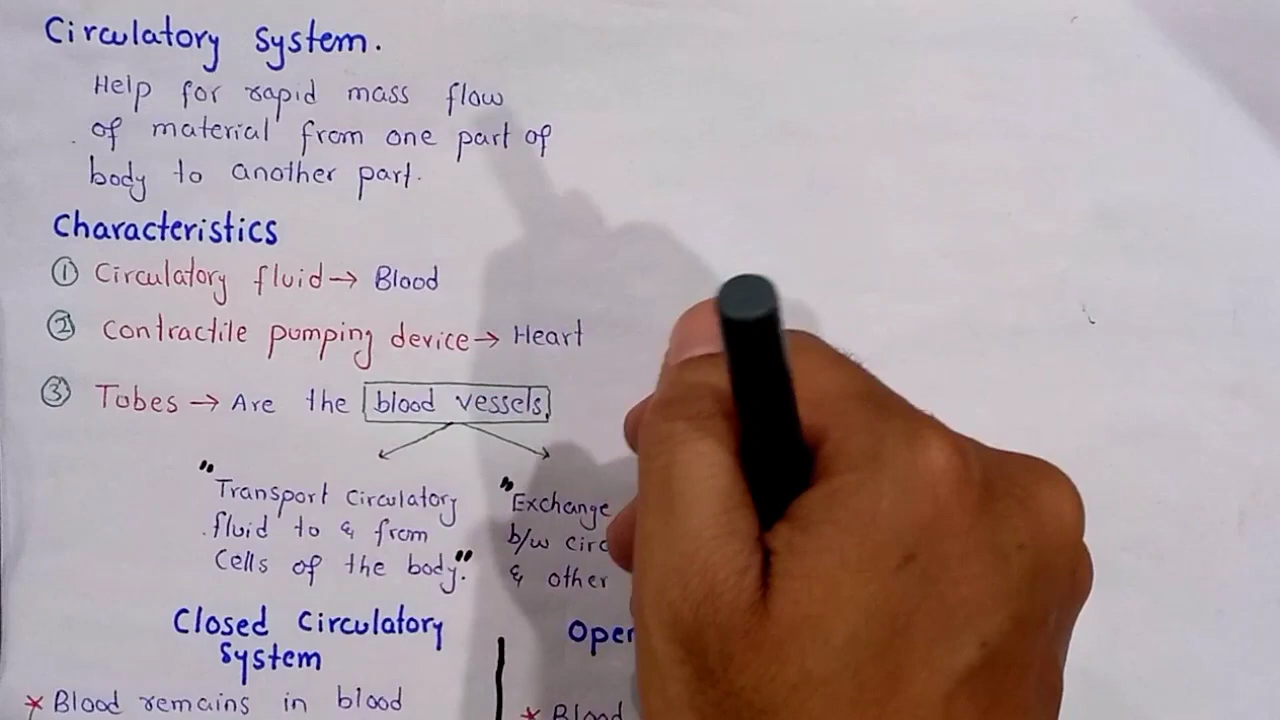 Circulatory System.
Help for rapid mass flow
of material from one part of
body to another part.
Characteristics
① Circulatory fluid → Blood
② Contractile pumping device → Heart
③ Tubes → Are the blood vessels
"Transport Circulatory
fluid to & from
Cells of the body."
"Exchange
b/w
& other
Closed Circulatory
System
* Blood remains in blood
* Blood